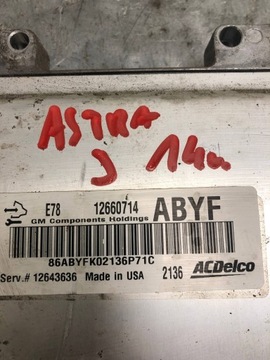 ASTRA
J 1.4
E78 12660714 ABYF
GM Components Holdings
86ABYFK02136P71C
Serv.# 12643636 Made in USA 2136 ACDelco